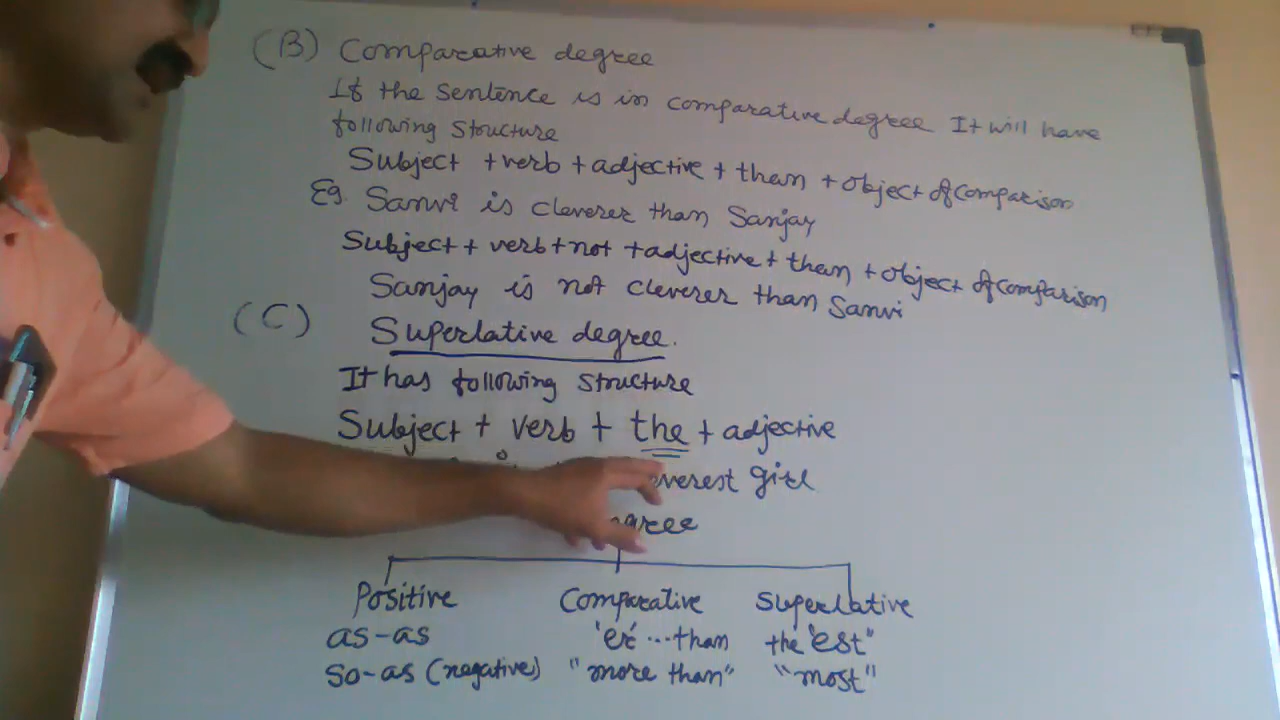 (B) Comparative degree
If the sentence is in comparative degree It will have
following structure
Subject + verb + adjective + than + object of comparison
Eg. Sanvi is cleverer than Sanjay
Subject + verb + not + adjective + than + object of comparison
Sanjay is not cleverer than Sanvi
(C) Superlative degree.
It has following structure
Subject + verb + the + adjective
girl
Positive Comparative Superlative
as-as 'er' ... than the "est"
so-as (negative) "more than" "most"